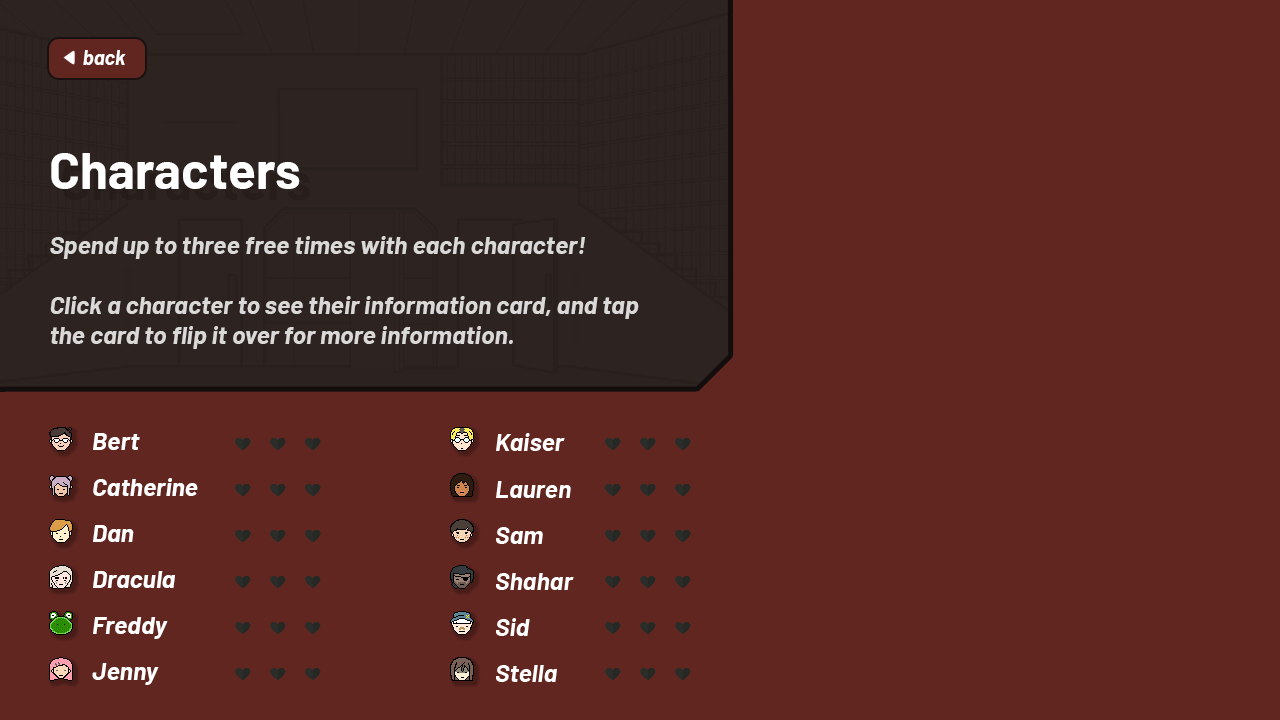 back
Characters
Spend up to three free times with each character!
Click a character to see their information card, and tap
the card to flip it over for more information.
Bert
Catherine
Dan
Dracula
Freddy
Jenny
Kaiser
Lauren
Sam
Shahar
Sid
Stella